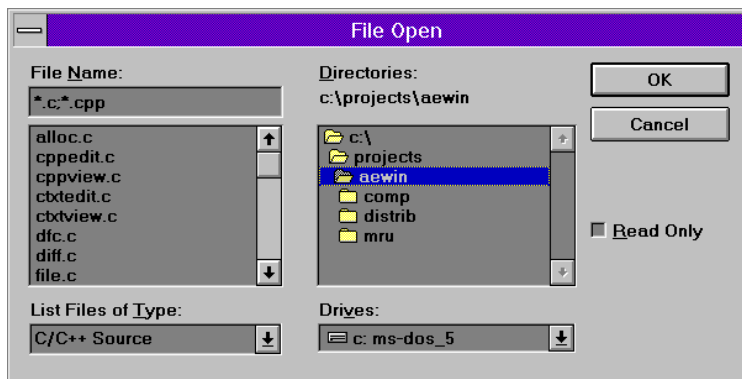 File Open
File Name:
*.c;*.cpp
alloc.c
cppedit.c
cppview.c
ctxtedit.c
ctxtview.c
dfc.c
diff.c
file.c
List Files of Type:
C/C++ Source
Directories:
c:\projects\aewin
c:\
projects
aewin
comp
distrib
mru
Drives:
c: ms-dos_5
OK
Cancel
Read Only